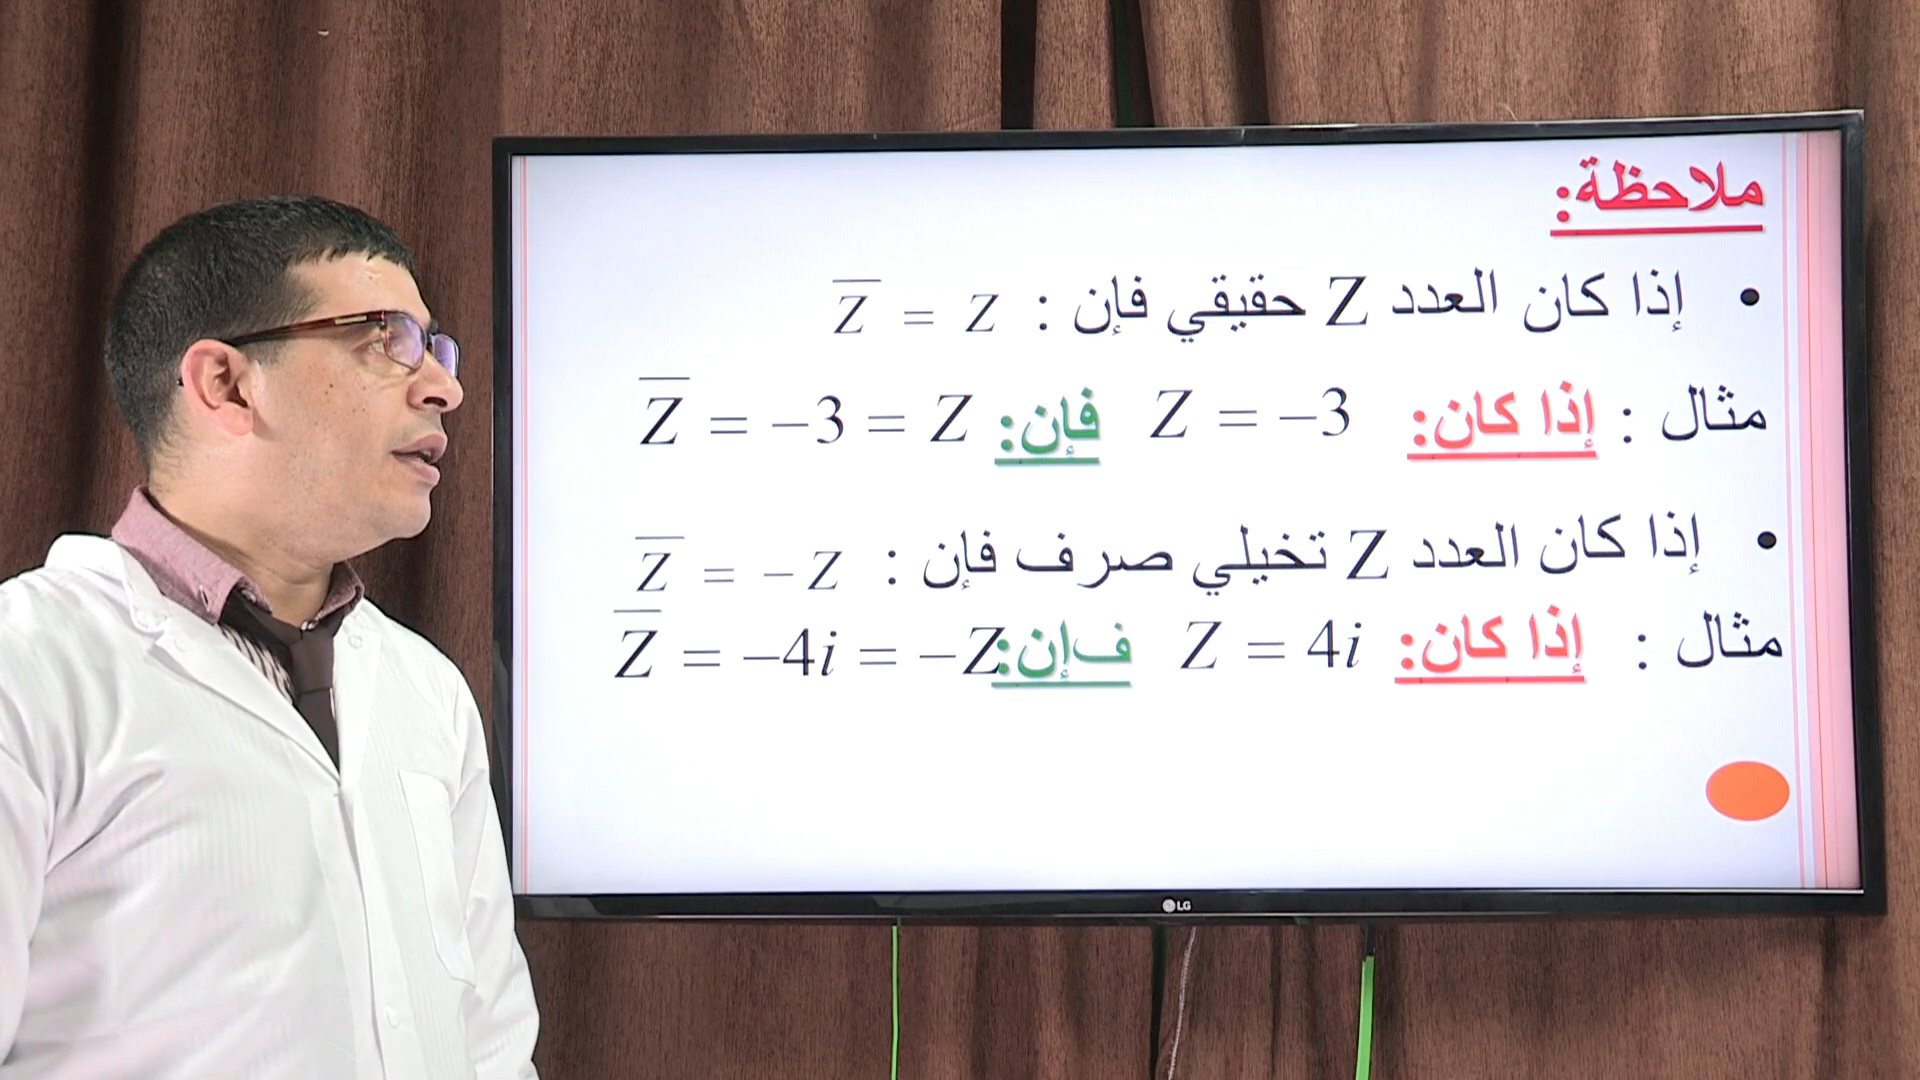 ملاحظة:
• إذا كان العدد Z حقيقي فإن : Z̅ = Z
مثال : إذا كان: Z = −3 فإن: Z̅ = −3 = Z
• إذا كان العدد Z تخيلي صرف فإن : Z̅ = − Z
مثال : إذا كان: Z = 4i فإن: Z̅ = −4i = −Z
LG